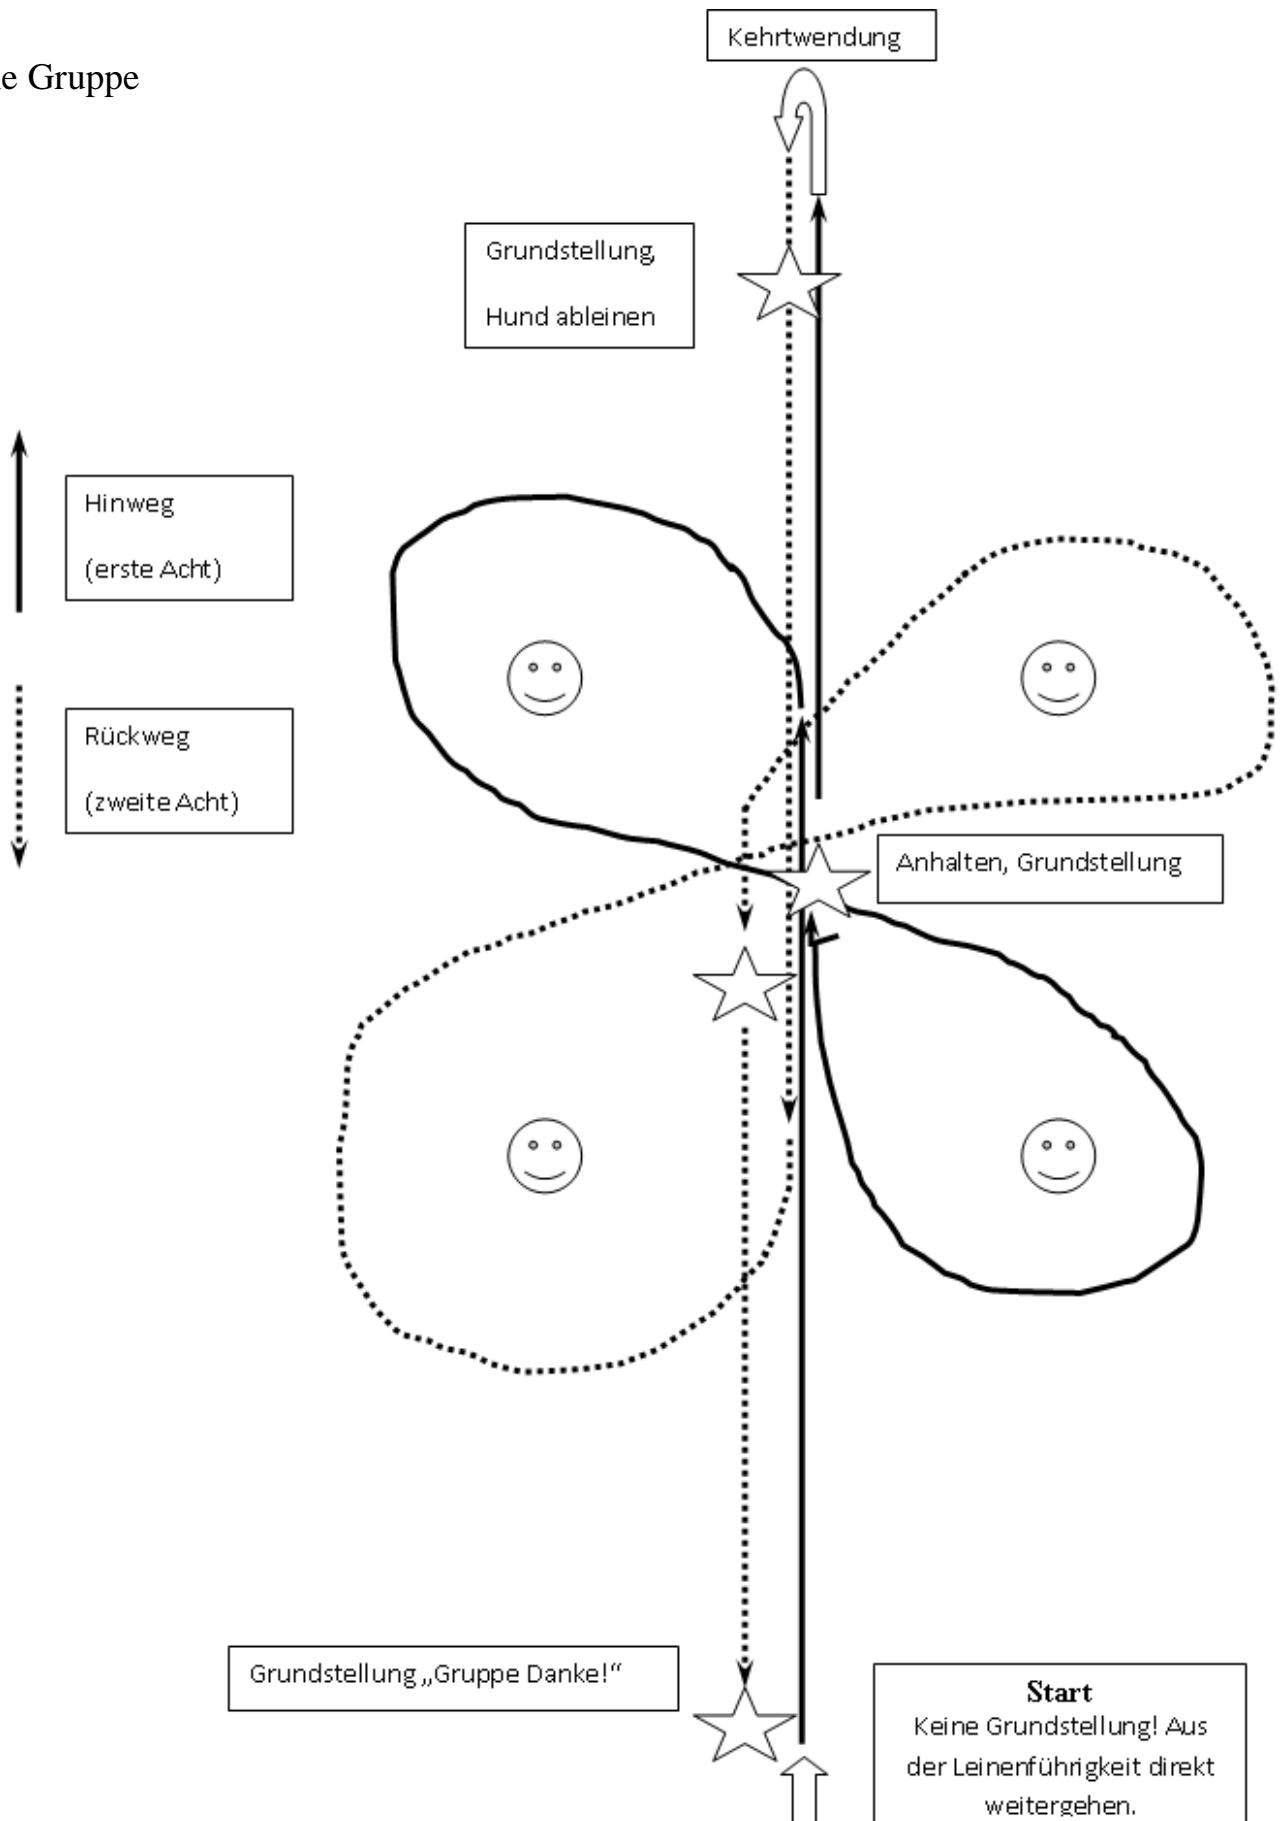 Kehrtwendung
e Gruppe
Grundstellung,
Hund ableinen
Hinweg
(erste Acht)
Rückweg
(zweite Acht)
Anhalten, Grundstellung
Grundstellung „Gruppe Danke!“
Start
Keine Grundstellung! Aus
der Leinenführigkeit direkt
weitergehen.